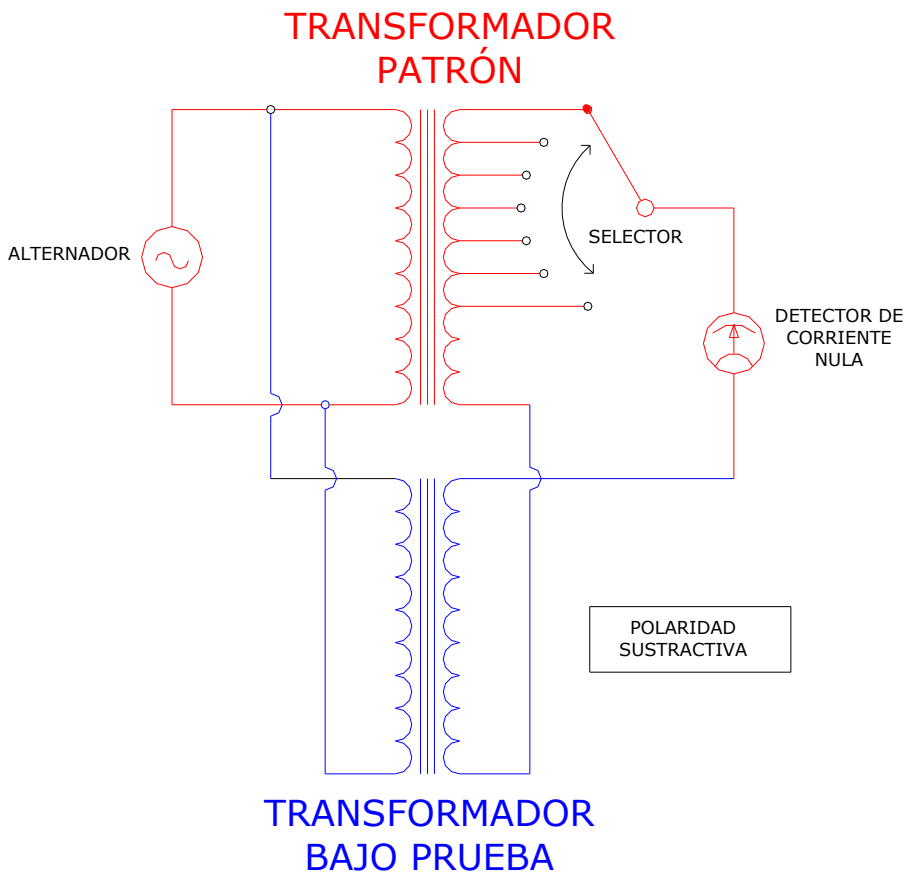 TRANSFORMADOR
PATRÓN
ALTERNADOR
SELECTOR
DETECTOR DE
CORRIENTE
NULA
POLARIDAD
SUSTRACTIVA
TRANSFORMADOR
BAJO PRUEBA